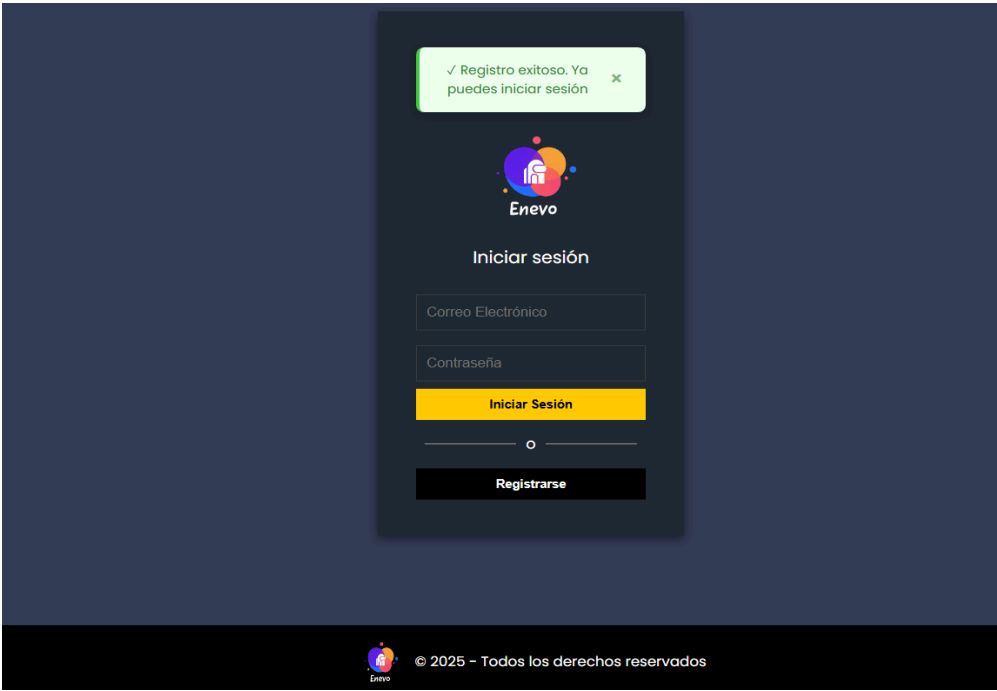 ✓ Registro exitoso. Ya
puedes iniciar sesión
×
Enevo
Iniciar sesión
Correo Electrónico
Contraseña
Iniciar Sesión
O
Registrarse
Enevo
© 2025 - Todos los derechos reservados